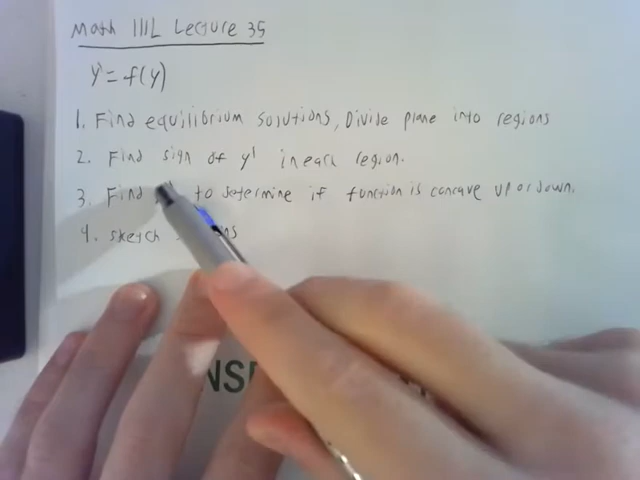 Math 111L Lecture 35
y' = f(y)
1. Find equilibrium solutions, Divide plane into regions
2. Find sign of y' in each region.
3. Find to determine if function is concave up or down.
4. sketch
NSE